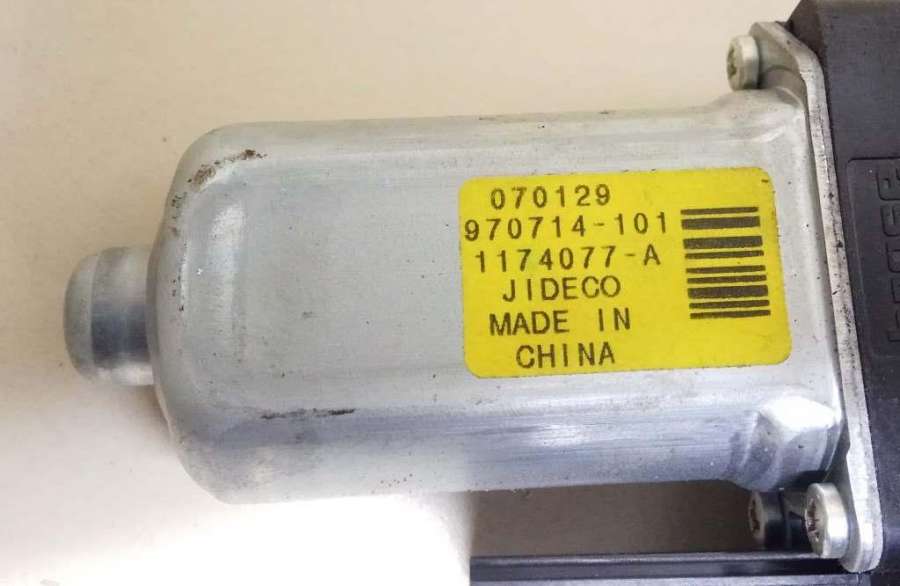 070129
970714-101
1174077-A
JIDECO
MADE IN
CHINA